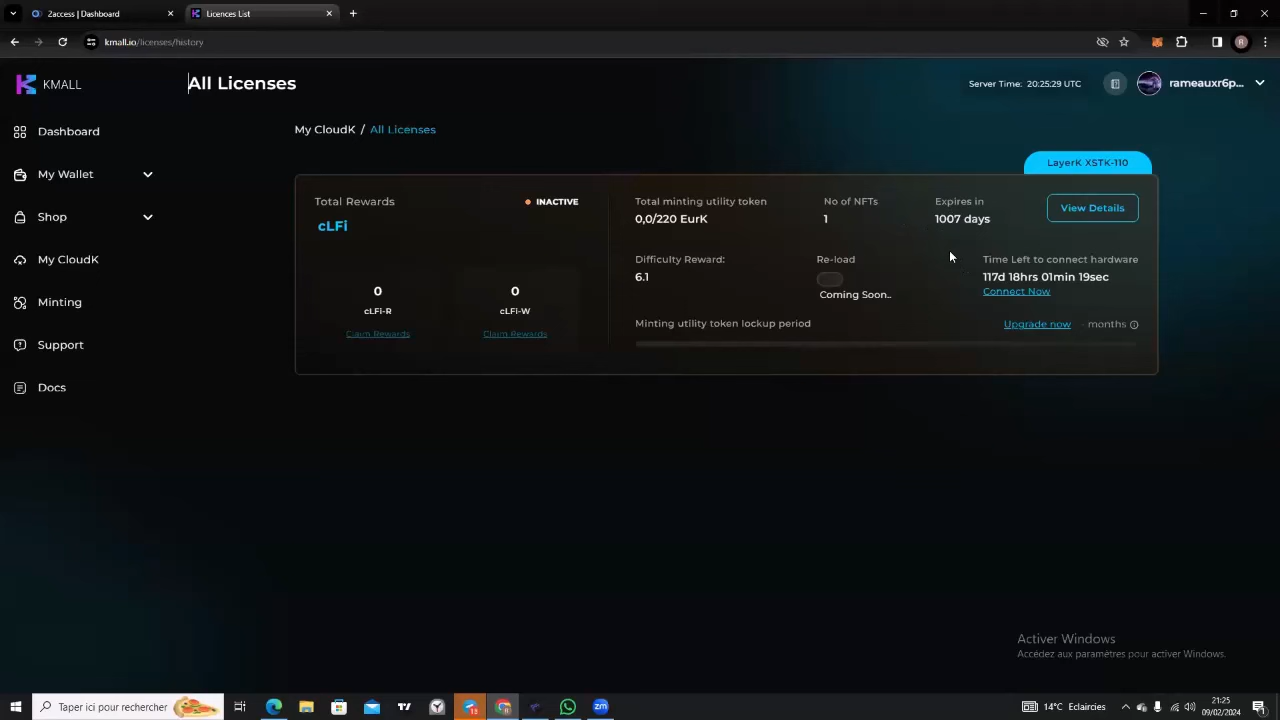 Zaccess | Dashboard
Licences List
kmall.io/licenses/history
KMALL
All Licenses
Server Time: 20:25:29 UTC
rameauxr6p...
Dashboard
My Wallet
Shop
My CloudK
Minting
Support
Docs
My CloudK / All Licenses
LayerK XSTK-110
Total Rewards
INACTIVE
cLFi
0
cLFi-R
Claim Rewards
0
cLFi-W
Claim Rewards
Total minting utility token
0,0/220 EurK
No of NFTs
1
Expires in
1007 days
View Details
Difficulty Reward:
6.1
Re-load
Coming Soon..
Time Left to connect hardware
117d 18hrs 01min 19sec
Connect Now
Minting utility token lockup period
Upgrade now
- months
Activer Windows
Accédez aux paramètres pour activer Windows.
Taper ici pour rechercher
14°C Eclaircies
21:25
09/02/2024